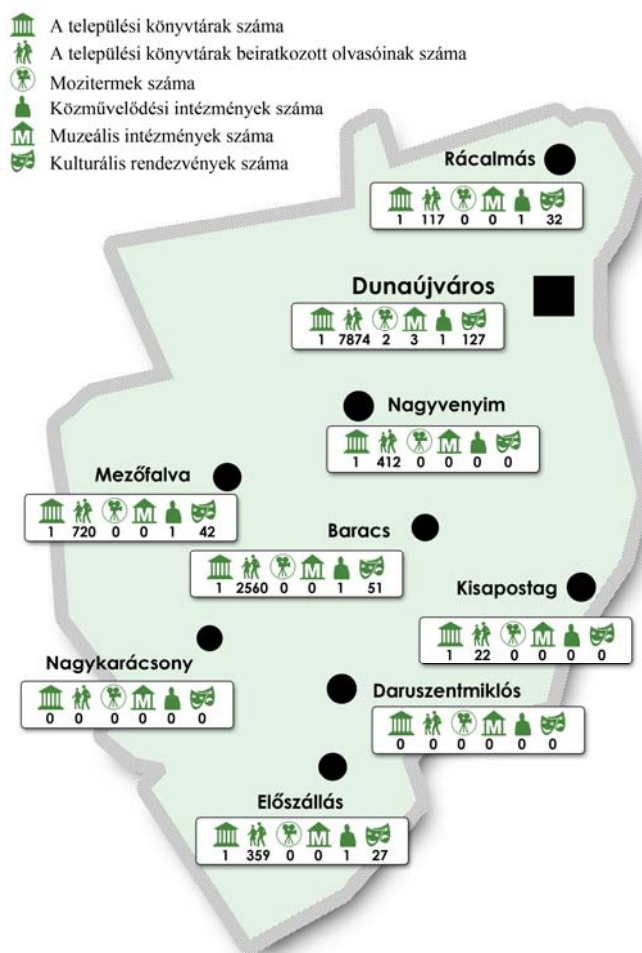 A települési könyvtárak száma
A települési könyvtárak beiratkozott olvasóinak száma
Mozitermek száma
Közművelődési intézmények száma
M Muzeális intézmények száma
Kulturális rendezvények száma
Rácalmás
M
1 117 0 0 1 32
Dunaújváros
M
1 7874 2 3 1 127
Nagyvenyim
M
1 412 0 0 0 0
Mezőfalva
M
1 720 0 0 1 42
Baracs
M
1 2560 0 0 1 51
Kisapostag
M
1 22 0 0 0 0
Nagykarácsony
M
0 0 0 0 0 0
Daruszentmiklós
M
0 0 0 0 0 0
Előszállás
M
1 359 0 0 1 27